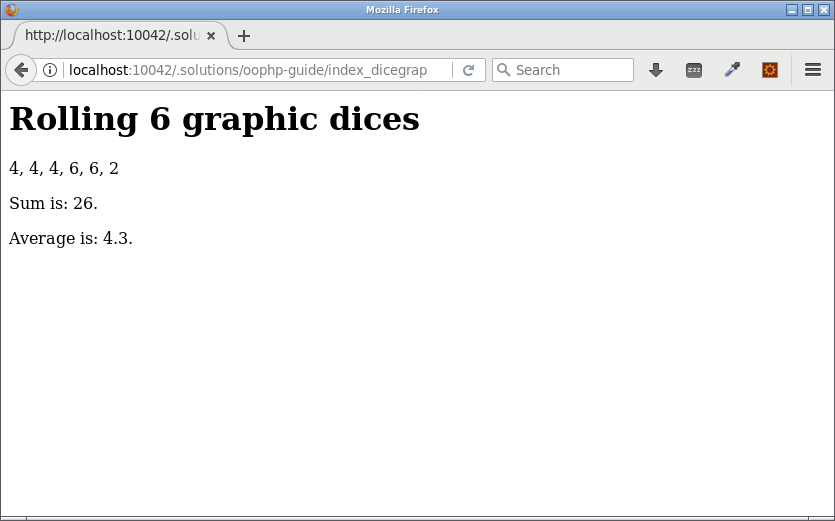 Mozilla Firefox
http://localhost:10042/.solu
localhost:10042/.solutions/oophp-guide/index_dicegrap
Search
zzz
Rolling 6 graphic dices
4, 4, 4, 6, 6, 2
Sum is: 26.
Average is: 4.3.